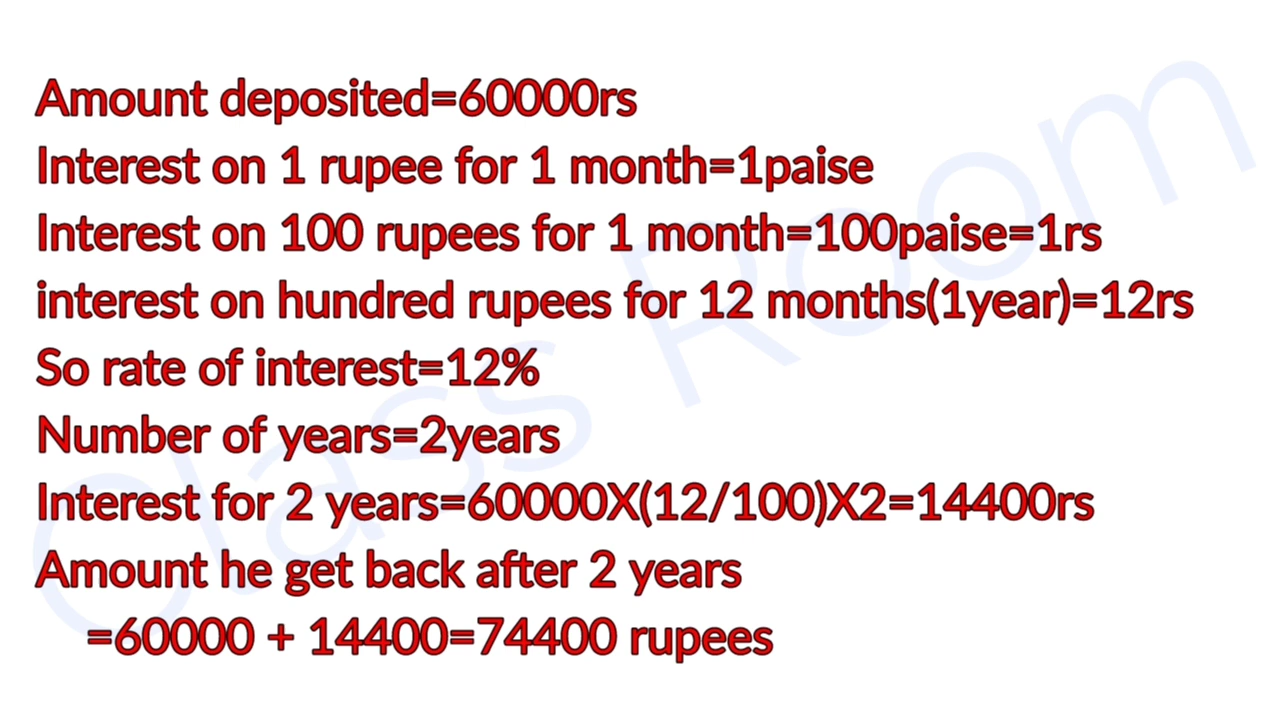 Amount deposited=60000rs
Interest on 1 rupee for 1 month=1paise
Interest on 100 rupees for 1 month=100paise=1rs
interest on hundred rupees for 12 months(1year)=12rs
So rate of interest=12%
Number of years=2years
Interest for 2 years=60000X(12/100)X2=14400rs
Amount he get back after 2 years
=60000 + 14400=74400 rupees
Class Room